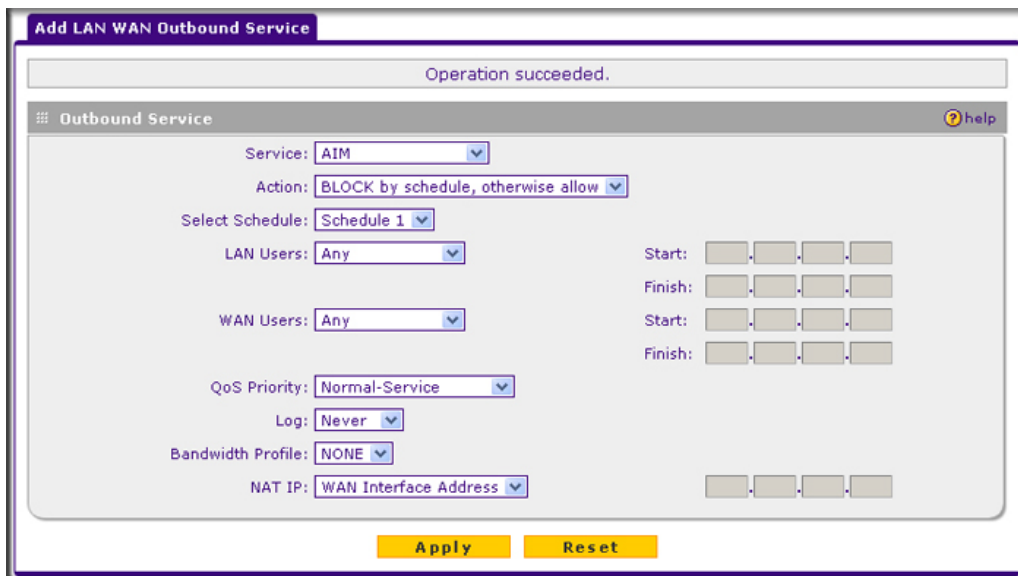 Add LAN WAN Outbound Service
Operation succeeded.
Outbound Service
? help
Service: AIM
Action: BLOCK by schedule, otherwise allow
Select Schedule: Schedule 1
LAN Users: Any Start: . . .
Finish: . . .
WAN Users: Any Start: . . .
Finish: . . .
QoS Priority: Normal-Service
Log: Never
Bandwidth Profile: NONE
NAT IP: WAN Interface Address . . .
Apply Reset